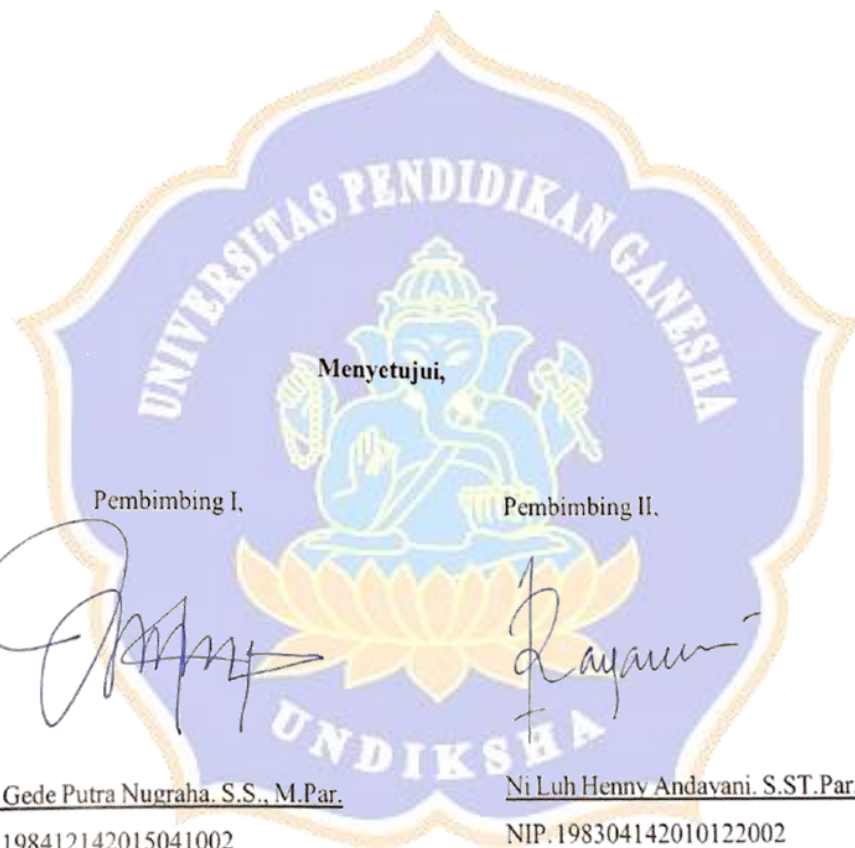 UNIVERSITAS PENDIDIKAN GANESHA
Menyetujui,
Pembimbing I,
Pembimbing II,
UNDIKSHA
Gede Putra Nugraha. S.S., M.Par.
198412142015041002
Ni Luh Henny Andayani. S.ST.Par.
NIP.198304142010122002